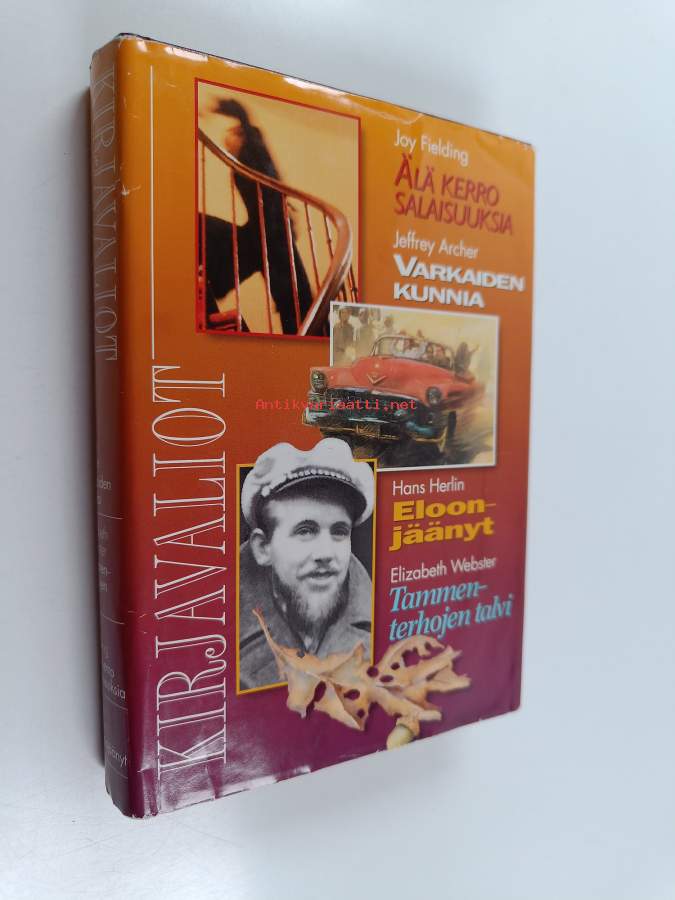 KIRJAVALIOT
KIRJAVALIOT
Joy Fielding
ÄLÄ KERRO
SALAISUUKSIA
Jeffrey Archer
VARKAIDEN
KUNNIA
Antikvariaatti.net
Hans Herlin
Eloon-
jäänyt
Elizabeth Webster
Tammen-
terhojen talvi